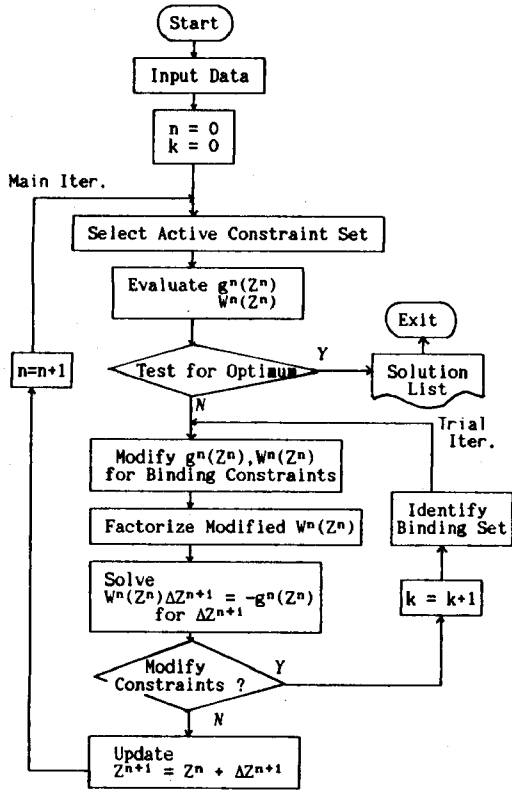 Start
Input Data
n = 0
k = 0
Main Iter.
Select Active Constraint Set
Evaluate gⁿ(Zⁿ)
Wⁿ(Zⁿ)
Exit
n=n+1
Test for Optimum
Y
Solution
List
N
Trial
Iter.
Modify gⁿ(Zⁿ),Wⁿ(Zⁿ)
for Binding Constraints
Identify
Binding Set
Factorize Modified Wⁿ(Zⁿ)
Solve
Wⁿ(Zⁿ)ΔZⁿ⁺¹ = -gⁿ(Zⁿ)
for ΔZⁿ⁺¹
k = k+1
Modify
Constraints ?
Y
N
Update
Zⁿ⁺¹ = Zⁿ + ΔZⁿ⁺¹